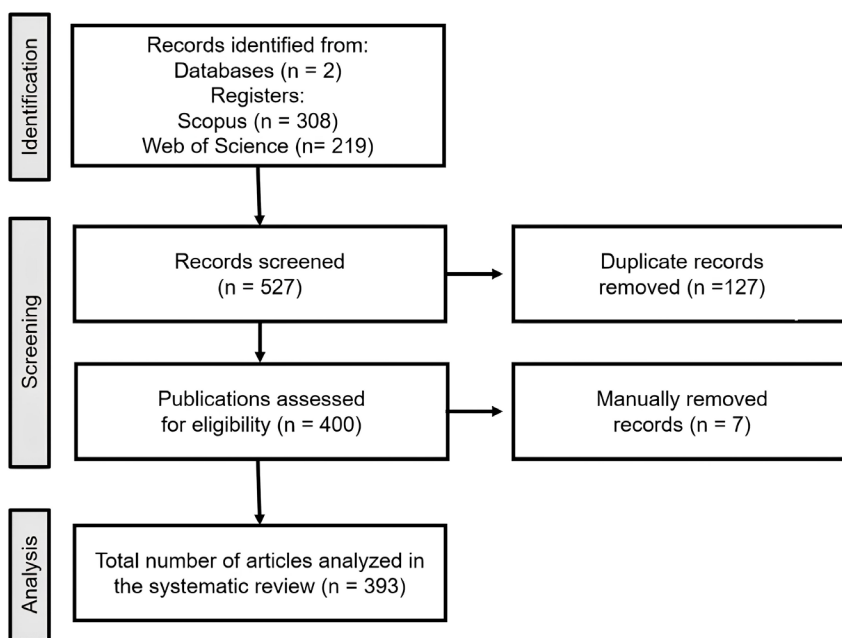 Identification
Records identified from:
Databases (n = 2)
Registers:
Scopus (n = 308)
Web of Science (n= 219)
Screening
Records screened
(n = 527)
Duplicate records
removed (n =127)
Publications assessed
for eligibility (n = 400)
Manually removed
records (n = 7)
Analysis
Total number of articles analyzed in
the systematic review (n = 393)